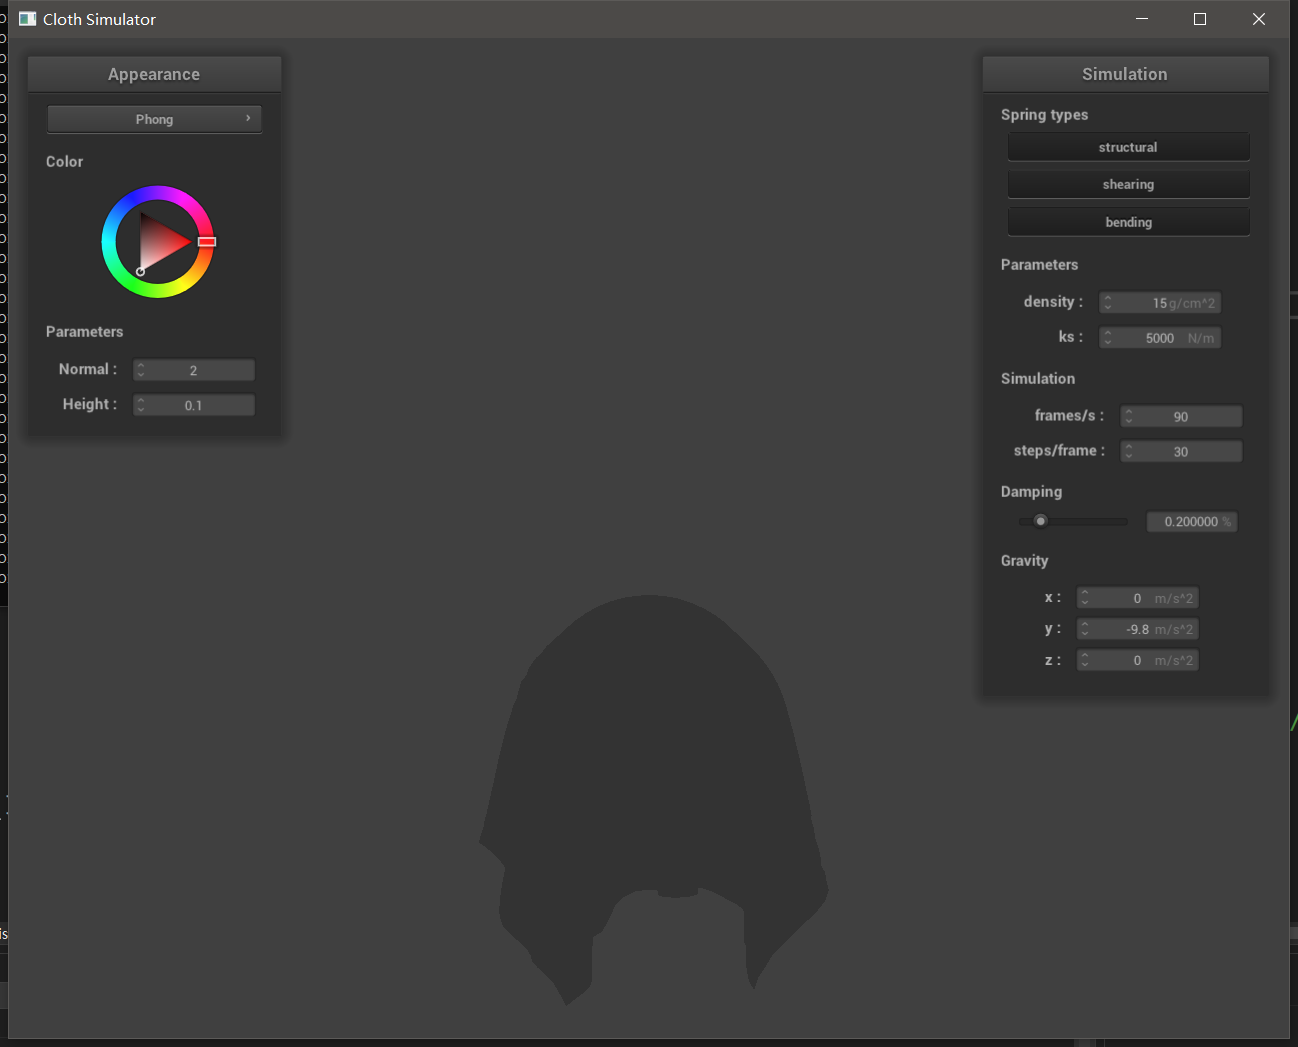 Cloth Simulator
Appearance
Phong
Color
Parameters
Normal : 2
Height : 0.1
Simulation
Spring types
structural
shearing
bending
Parameters
density : 15 g/cm^2
ks : 5000 N/m
Simulation
frames/s : 90
steps/frame : 30
Damping
0.200000 %
Gravity
x : 0 m/s^2
y : -9.8 m/s^2
z : 0 m/s^2
is